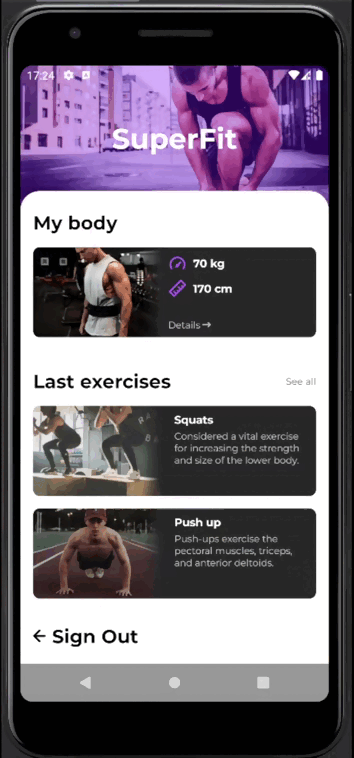 17:24
SuperFit
My body
70 kg
170 cm
Details→
Last exercises
See all
Squats
Considered a vital exercise
for increasing the strength
and size of the lower body.
Push up
Push-ups exercise the
pectoral muscles, triceps,
and anterior deltoids.
← Sign Out